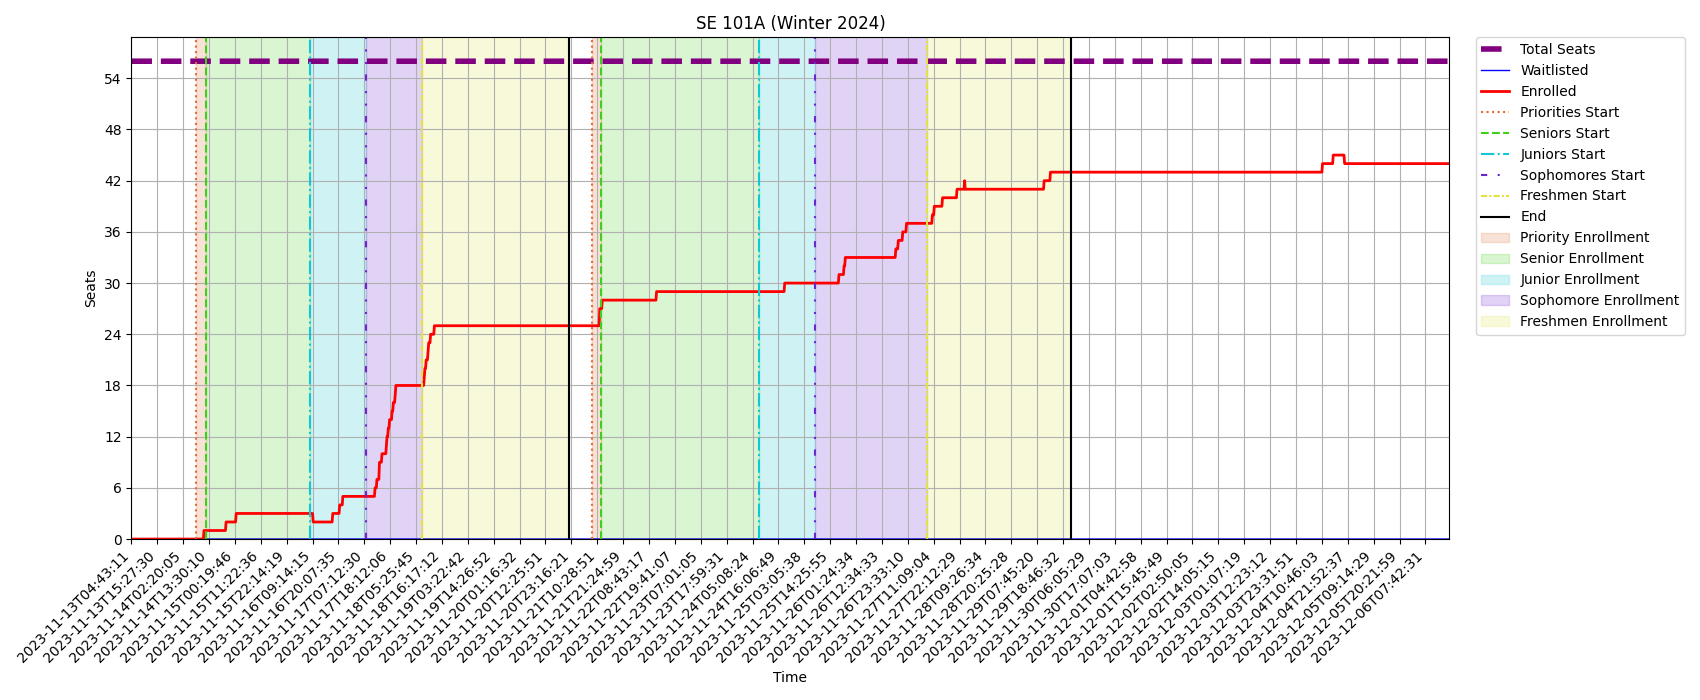 SE 101A (Winter 2024)
Seats
54
48
42
36
30
24
18
12
6
0
2023-11-13T04:43:11
2023-11-13T15:27:30
2023-11-14T02:20:05
2023-11-14T13:30:16
2023-11-15T00:19:46
2023-11-15T11:22:36
2023-11-15T22:14:19
2023-11-16T09:14:15
2023-11-16T20:07:35
2023-11-17T07:12:30
2023-11-17T18:12:06
2023-11-18T05:25:45
2023-11-18T16:17:12
2023-11-19T03:22:42
2023-11-19T14:26:52
2023-11-20T01:16:32
2023-11-20T12:25:51
2023-11-20T23:16:21
2023-11-21T10:28:51
2023-11-21T21:24:59
2023-11-22T08:43:17
2023-11-22T19:41:07
2023-11-23T07:01:05
2023-11-23T17:59:31
2023-11-24T05:08:24
2023-11-24T16:06:49
2023-11-25T03:05:38
2023-11-25T14:25:55
2023-11-26T01:24:34
2023-11-26T12:34:33
2023-11-26T23:33:10
2023-11-27T11:09:04
2023-11-27T22:12:29
2023-11-28T09:26:34
2023-11-28T20:25:28
2023-11-29T07:45:20
2023-11-29T18:46:32
2023-11-30T06:05:29
2023-11-30T17:07:03
2023-12-01T04:42:58
2023-12-01T15:45:49
2023-12-02T02:50:05
2023-12-02T14:05:15
2023-12-03T01:07:19
2023-12-03T12:23:12
2023-12-03T23:31:51
2023-12-04T10:46:03
2023-12-04T21:52:37
2023-12-05T09:14:29
2023-12-05T20:21:59
2023-12-06T07:42:31
Time
Total Seats
Waitlisted
Enrolled
Priorities Start
Seniors Start
Juniors Start
Sophomores Start
Freshmen Start
End
Priority Enrollment
Senior Enrollment
Junior Enrollment
Sophomore Enrollment
Freshmen Enrollment